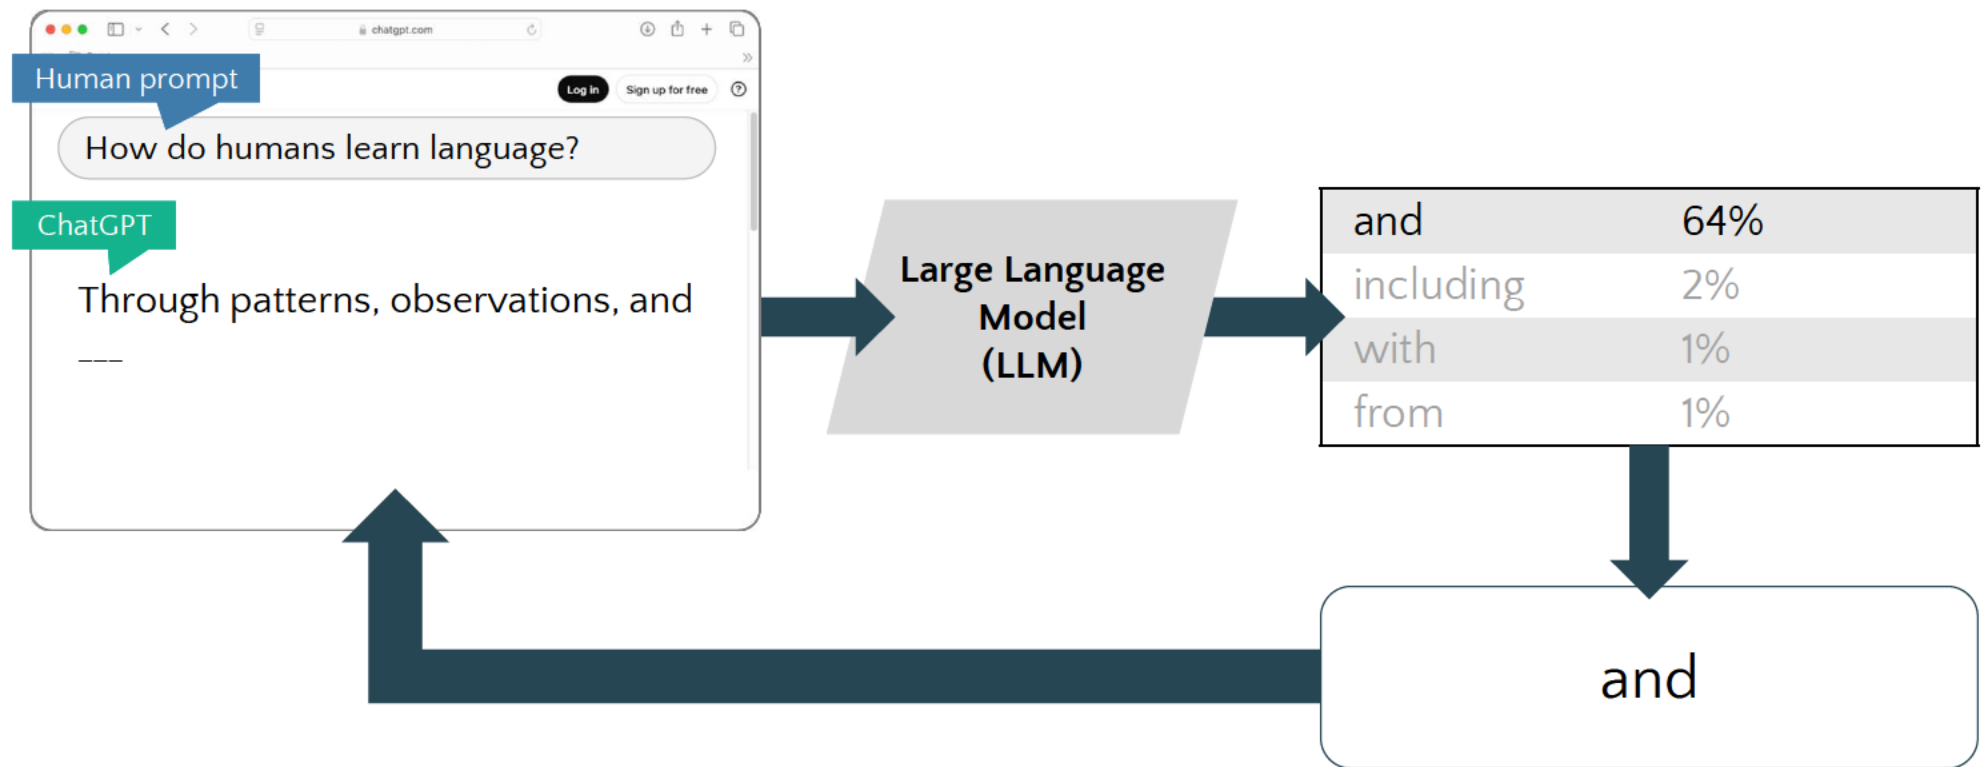 chatgpt.com
Human prompt
Log in
Sign up for free
?
How do humans learn language?
ChatGPT
Through patterns, observations, and
___
Large Language
Model
(LLM)
and 64%
including 2%
with 1%
from 1%
and